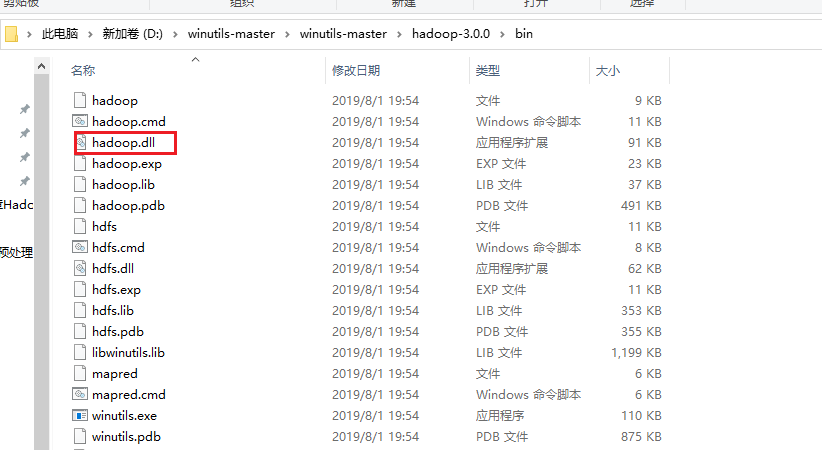 剪贴板 组织 新建 打开 选择
此电脑 > 新加卷 (D:) > winutils-master > winutils-master > hadoop-3.0.0 > bin
名称 修改日期 类型 大小
hadoop 2019/8/1 19:54 文件 9 KB
hadoop.cmd 2019/8/1 19:54 Windows 命令脚本 11 KB
hadoop.dll 2019/8/1 19:54 应用程序扩展 91 KB
hadoop.exp 2019/8/1 19:54 EXP 文件 23 KB
hadoop.lib 2019/8/1 19:54 LIB 文件 37 KB
hadoop.pdb 2019/8/1 19:54 PDB 文件 491 KB
Hado
hdfs 2019/8/1 19:54 文件 11 KB
hdfs.cmd 2019/8/1 19:54 Windows 命令脚本 8 KB
预处理
hdfs.dll 2019/8/1 19:54 应用程序扩展 62 KB
hdfs.exp 2019/8/1 19:54 EXP 文件 11 KB
hdfs.lib 2019/8/1 19:54 LIB 文件 353 KB
hdfs.pdb 2019/8/1 19:54 PDB 文件 355 KB
libwinutils.lib 2019/8/1 19:54 LIB 文件 1,199 KB
mapred 2019/8/1 19:54 文件 6 KB
mapred.cmd 2019/8/1 19:54 Windows 命令脚本 6 KB
winutils.exe 2019/8/1 19:54 应用程序 110 KB
winutils.pdb 2019/8/1 19:54 PDB 文件 875 KB